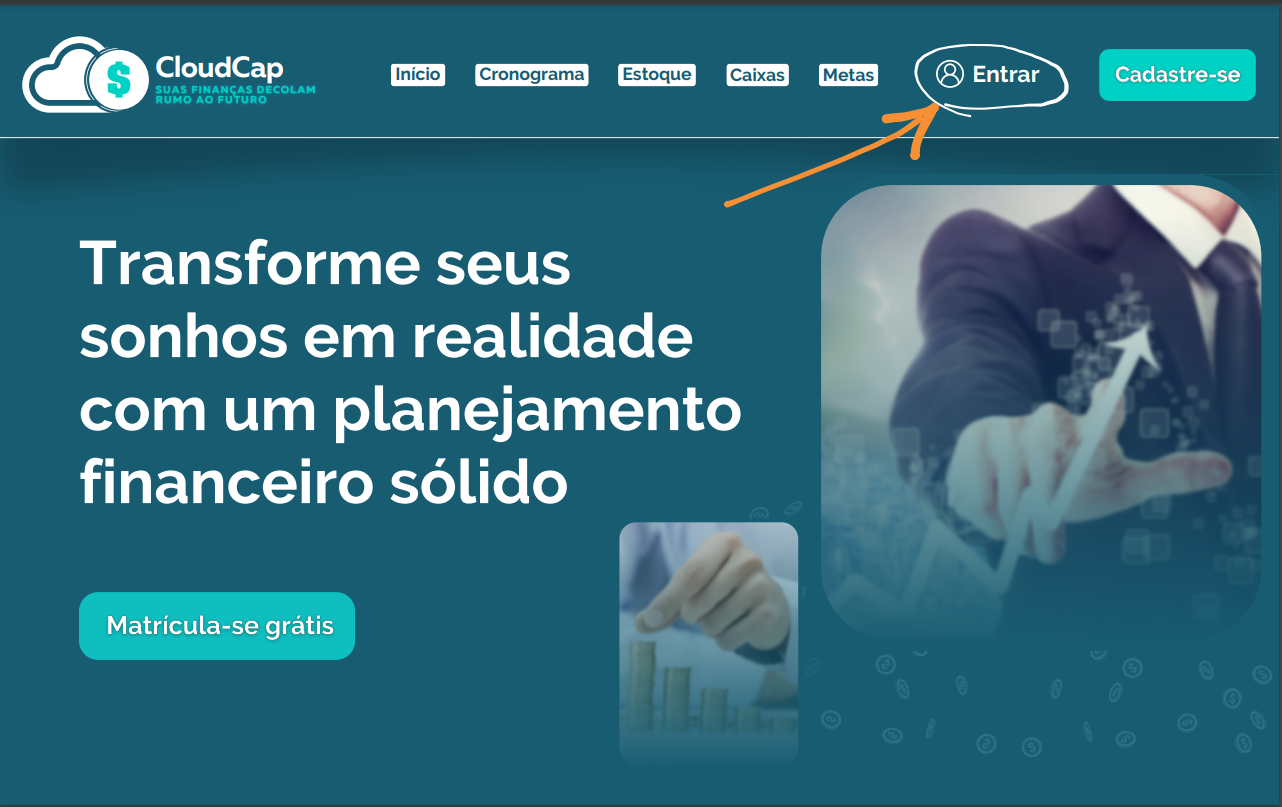 CloudCap
SUAS FINANÇAS DECOLAM
RUMO AO FUTURO
Início
Cronograma
Estoque
Caixas
Metas
Entrar
Cadastre-se
Transforme seus
sonhos em realidade
com um planejamento
financeiro sólido
Matrícula-se grátis